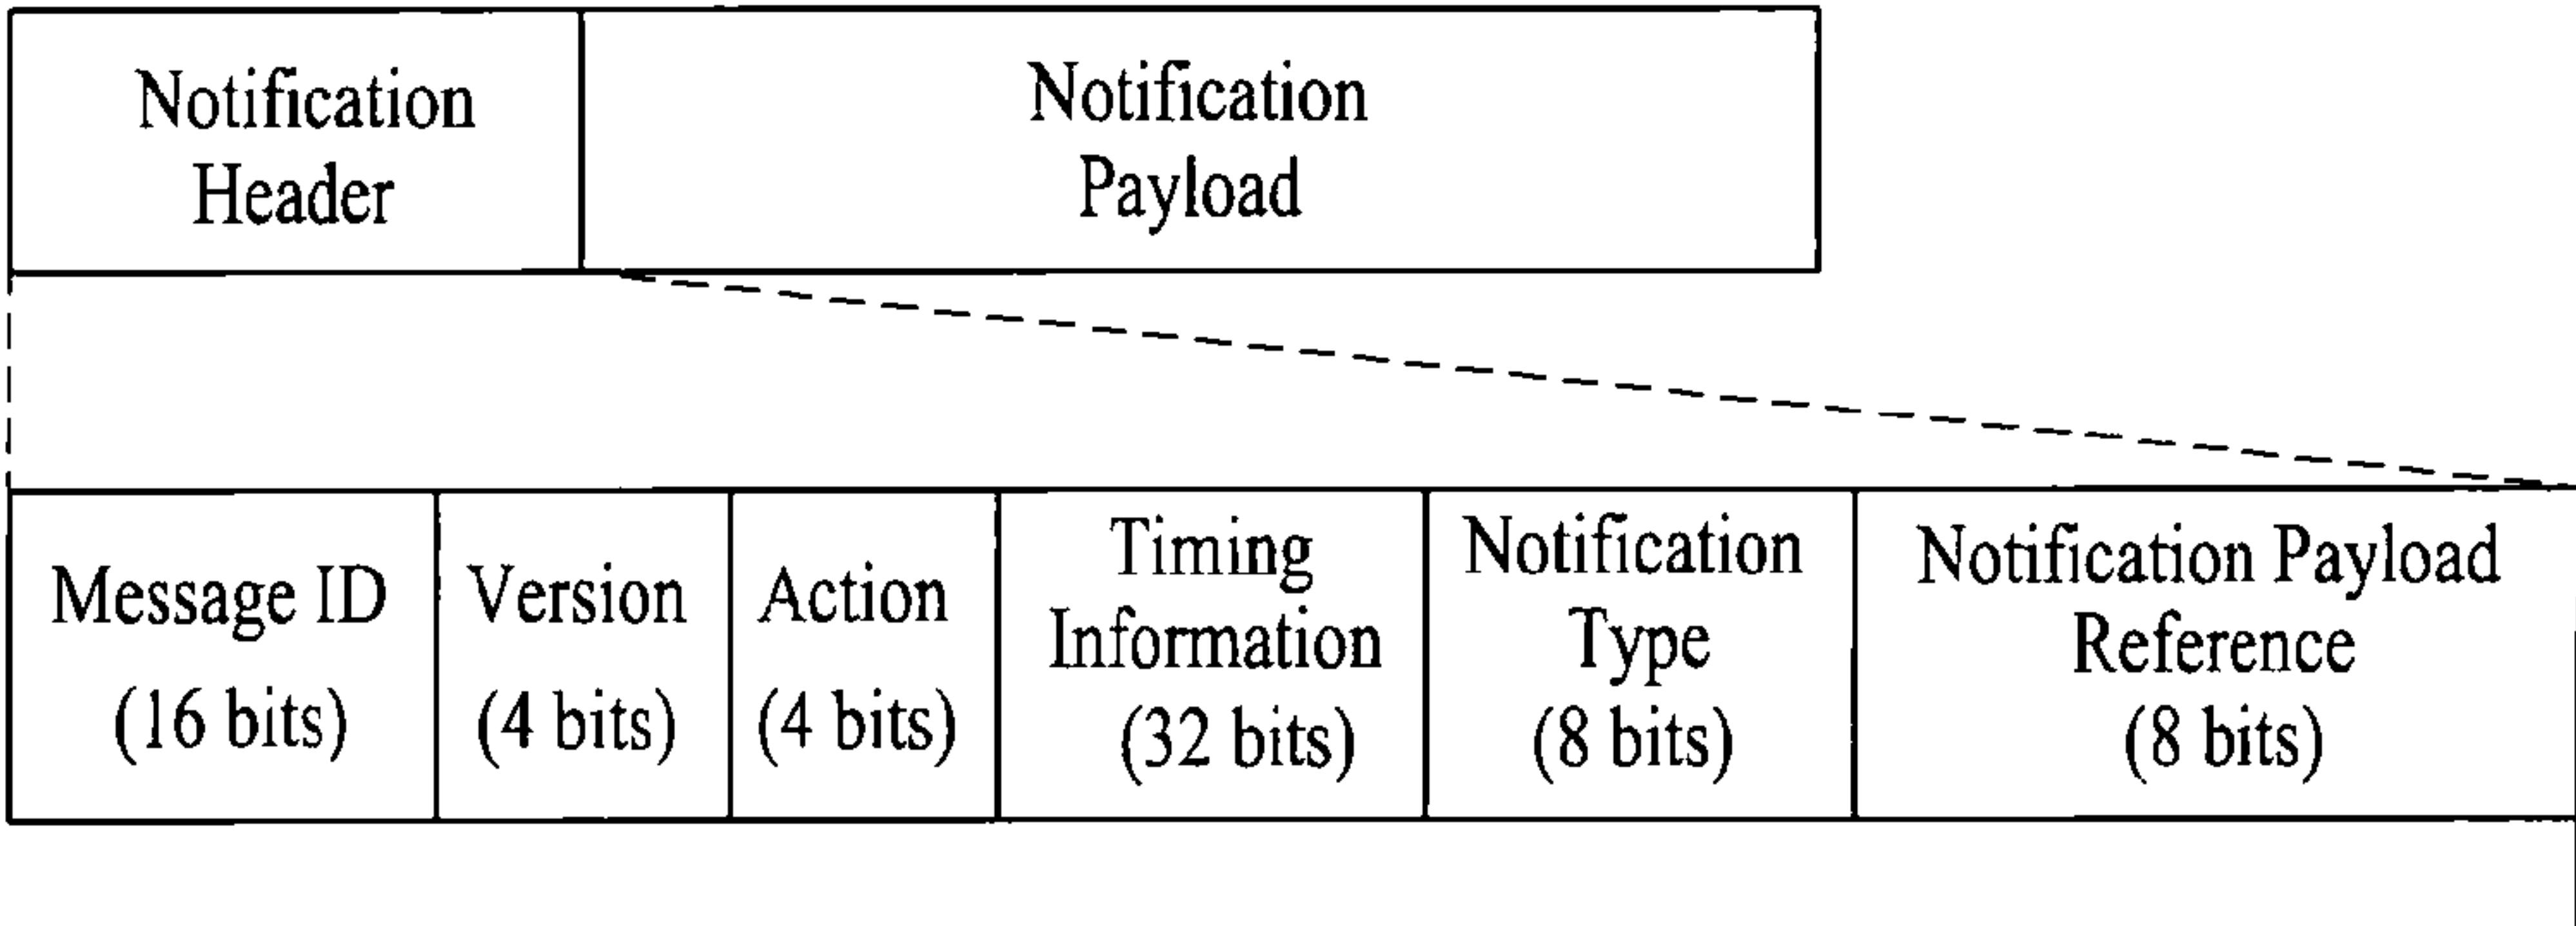 Notification
Header
Notification
Payload
Message ID
(16 bits)
Version
(4 bits)
Action
(4 bits)
Timing
Information
(32 bits)
Notification
Type
(8 bits)
Notification Payload
Reference
(8 bits)